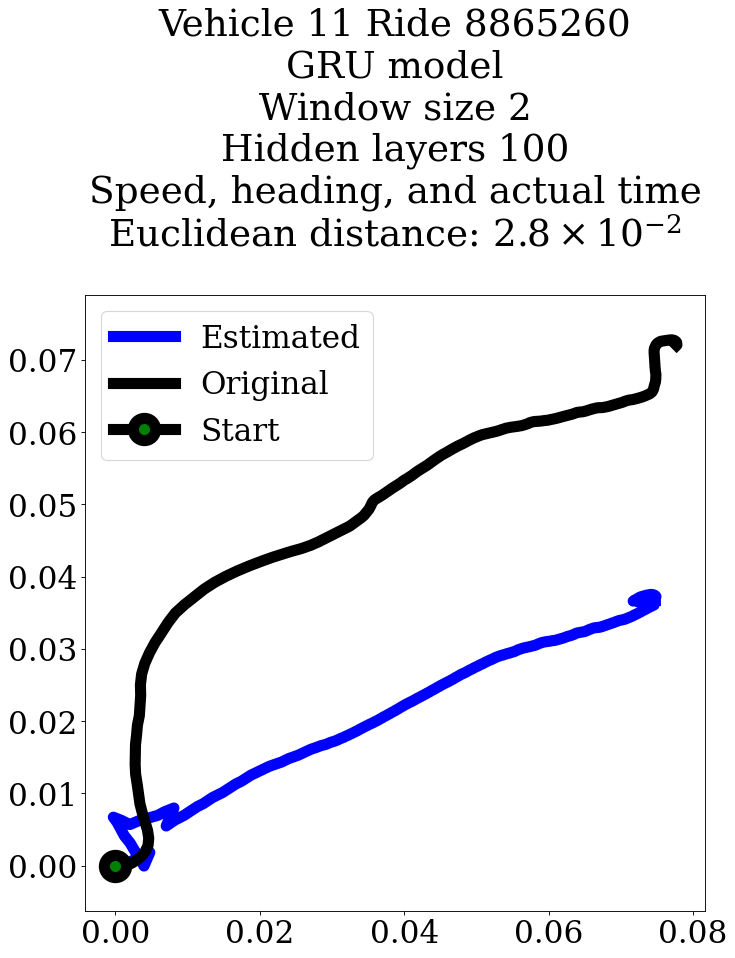 Vehicle 11 Ride 8865260
GRU model
Window size 2
Hidden layers 100
Speed, heading, and actual time
Euclidean distance: 2.8 × 10⁻²
Estimated
Original
Start
0.07
0.06
0.05
0.04
0.03
0.02
0.01
0.00
0.00 0.02 0.04 0.06 0.08